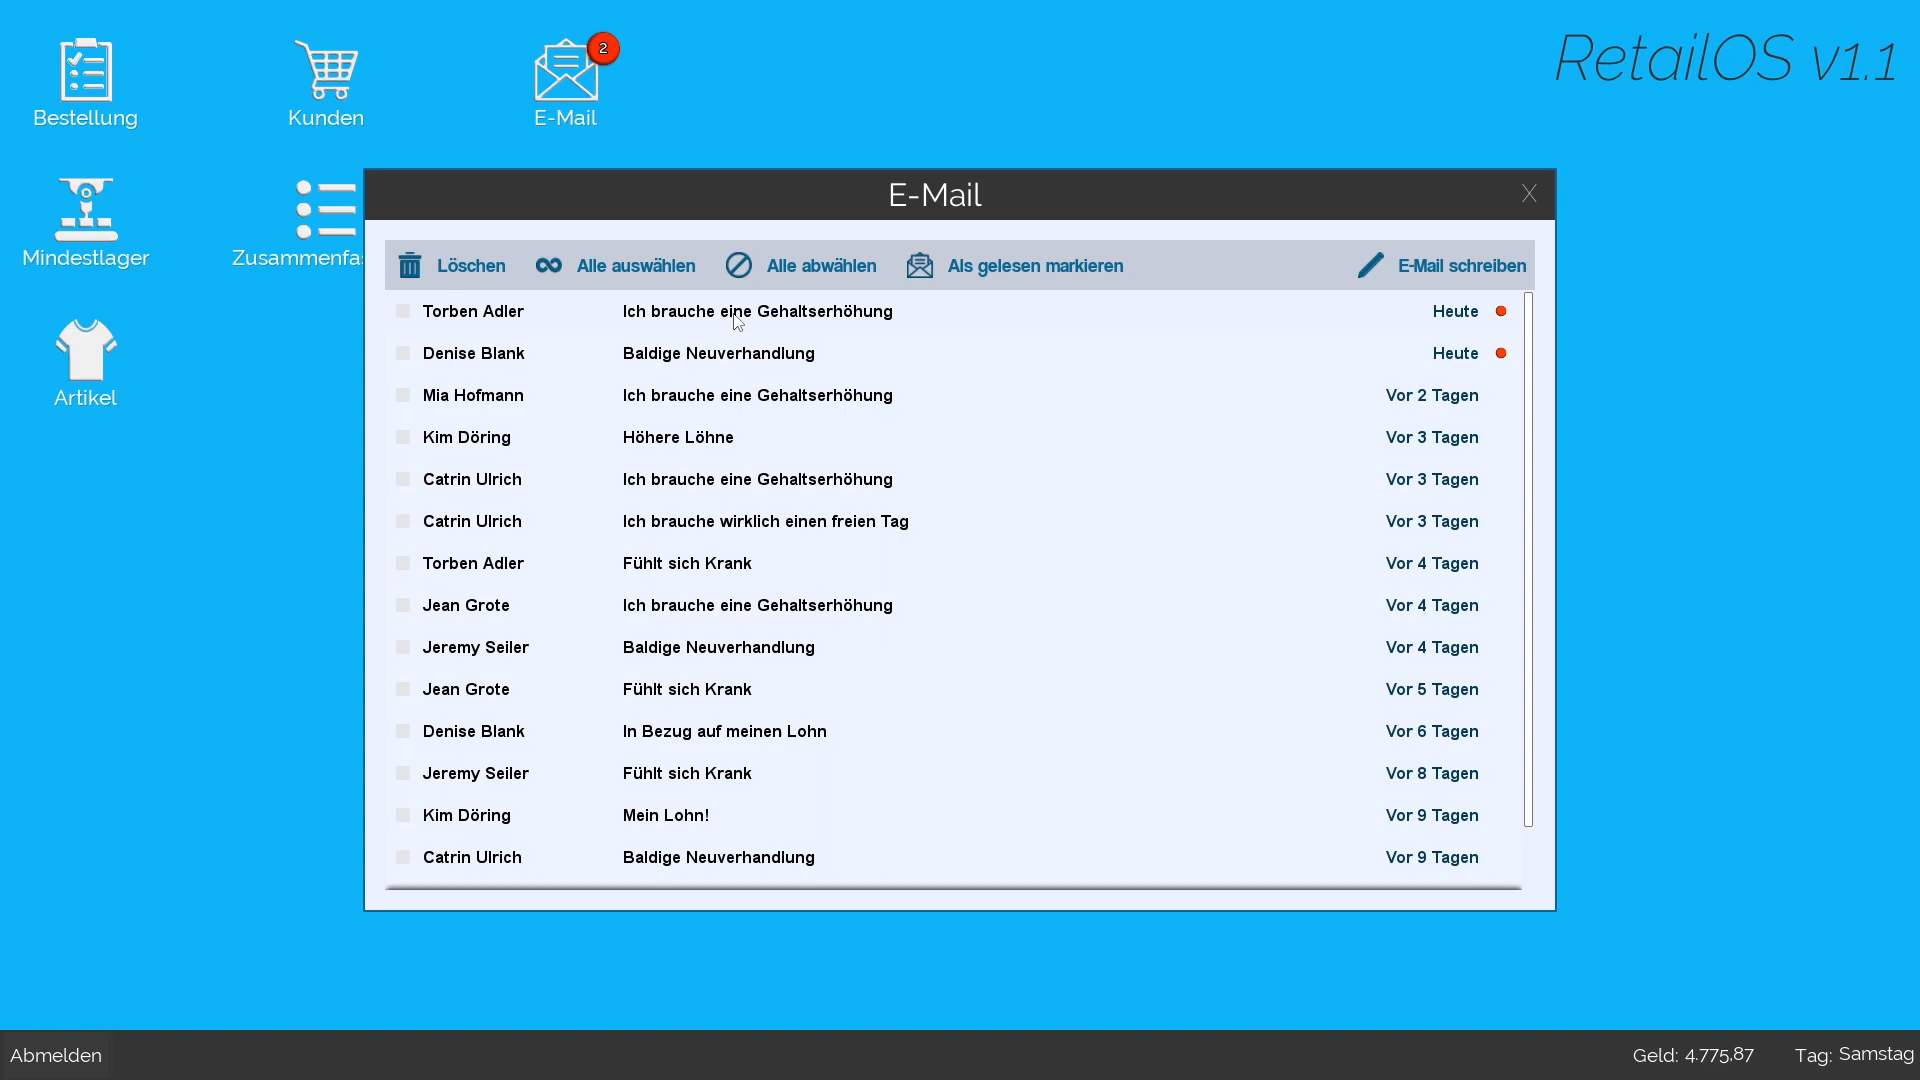 RetailOS v1.1
Bestellung
Kunden
2
E-Mail
Mindestlager
Zusammenfas
Artikel
E-Mail
X
Löschen
Alle auswählen
Alle abwählen
Als gelesen markieren
E-Mail schreiben
Torben Adler Ich brauche eine Gehaltserhöhung Heute
Denise Blank Baldige Neuverhandlung Heute
Mia Hofmann Ich brauche eine Gehaltserhöhung Vor 2 Tagen
Kim Döring Höhere Löhne Vor 3 Tagen
Catrin Ulrich Ich brauche eine Gehaltserhöhung Vor 3 Tagen
Catrin Ulrich Ich brauche wirklich einen freien Tag Vor 3 Tagen
Torben Adler Fühlt sich Krank Vor 4 Tagen
Jean Grote Ich brauche eine Gehaltserhöhung Vor 4 Tagen
Jeremy Seiler Baldige Neuverhandlung Vor 4 Tagen
Jean Grote Fühlt sich Krank Vor 5 Tagen
Denise Blank In Bezug auf meinen Lohn Vor 6 Tagen
Jeremy Seiler Fühlt sich Krank Vor 8 Tagen
Kim Döring Mein Lohn! Vor 9 Tagen
Catrin Ulrich Baldige Neuverhandlung Vor 9 Tagen
Abmelden
Geld: 4.775,87
Tag: Samstag